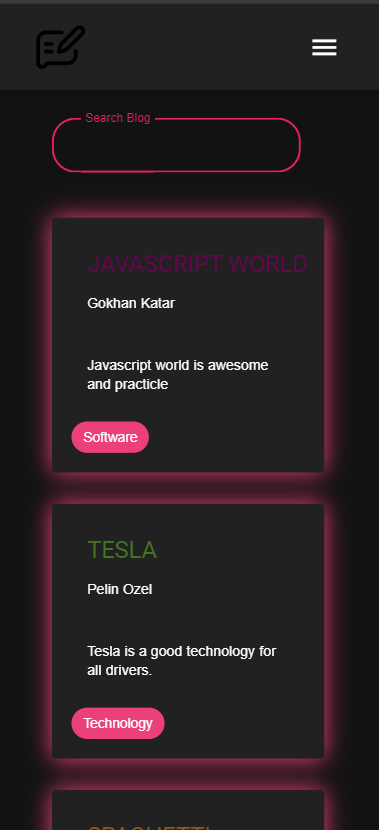 Search Blog
JAVASCRIPT WORLD
Gokhan Katar
Javascript world is awesome
and practicle
Software
TESLA
Pelin Ozel
Tesla is a good technology for
all drivers.
Technology
SPAGHETTI